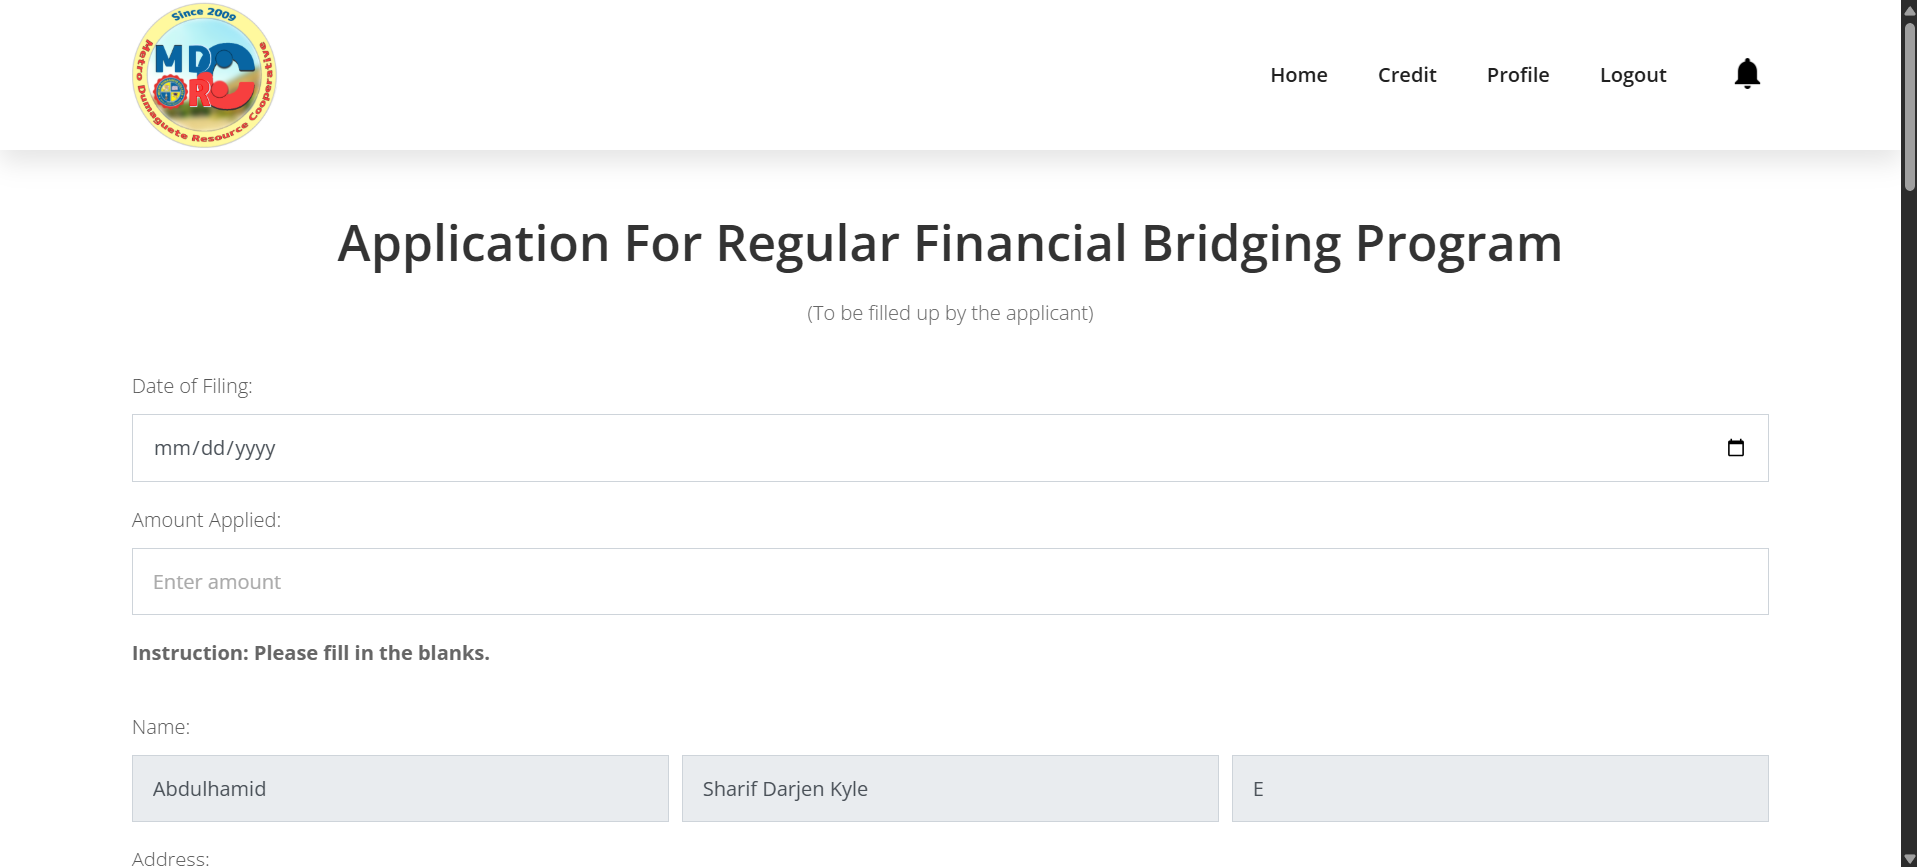 Since 2009
MD
ORC
Metro Dumaguete Resource Cooperative
Home Credit Profile Logout
Application For Regular Financial Bridging Program
(To be filled up by the applicant)
Date of Filing:
mm/dd/yyyy
Amount Applied:
Enter amount
Instruction: Please fill in the blanks.
Name:
Abdulhamid Sharif Darjen Kyle E
Address: